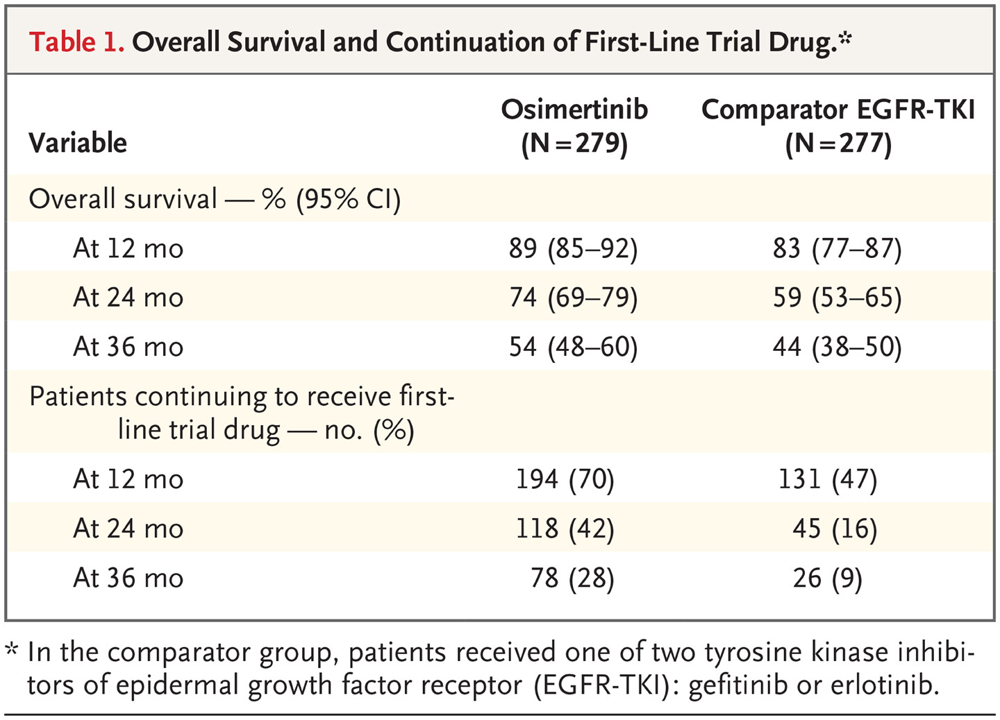 Table 1. Overall Survival and Continuation of First-Line Trial Drug.*
Variable Osimertinib (N=279) Comparator EGFR-TKI (N=277)
Overall survival — % (95% CI)
At 12 mo 89 (85–92) 83 (77–87)
At 24 mo 74 (69–79) 59 (53–65)
At 36 mo 54 (48–60) 44 (38–50)
Patients continuing to receive first-
line trial drug — no. (%)
At 12 mo 194 (70) 131 (47)
At 24 mo 118 (42) 45 (16)
At 36 mo 78 (28) 26 (9)
* In the comparator group, patients received one of two tyrosine kinase inhibi-
tors of epidermal growth factor receptor (EGFR-TKI): gefitinib or erlotinib.